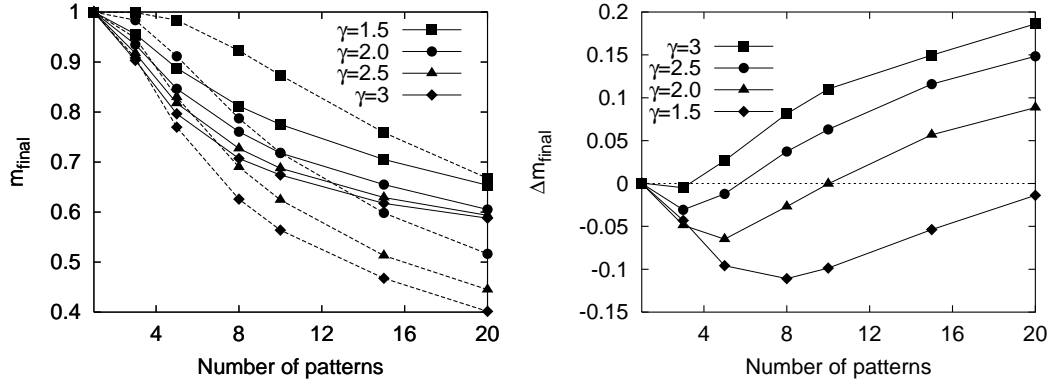 1
0.9
0.8
0.7
0.6
0.5
0.4
m_final
4 8 12 16 20
Number of patterns
γ=1.5
γ=2.0
γ=2.5
γ=3
0.2
0.15
0.1
0.05
0
-0.05
-0.1
-0.15
Δm_final
4 8 12 16 20
Number of patterns
γ=3
γ=2.5
γ=2.0
γ=1.5